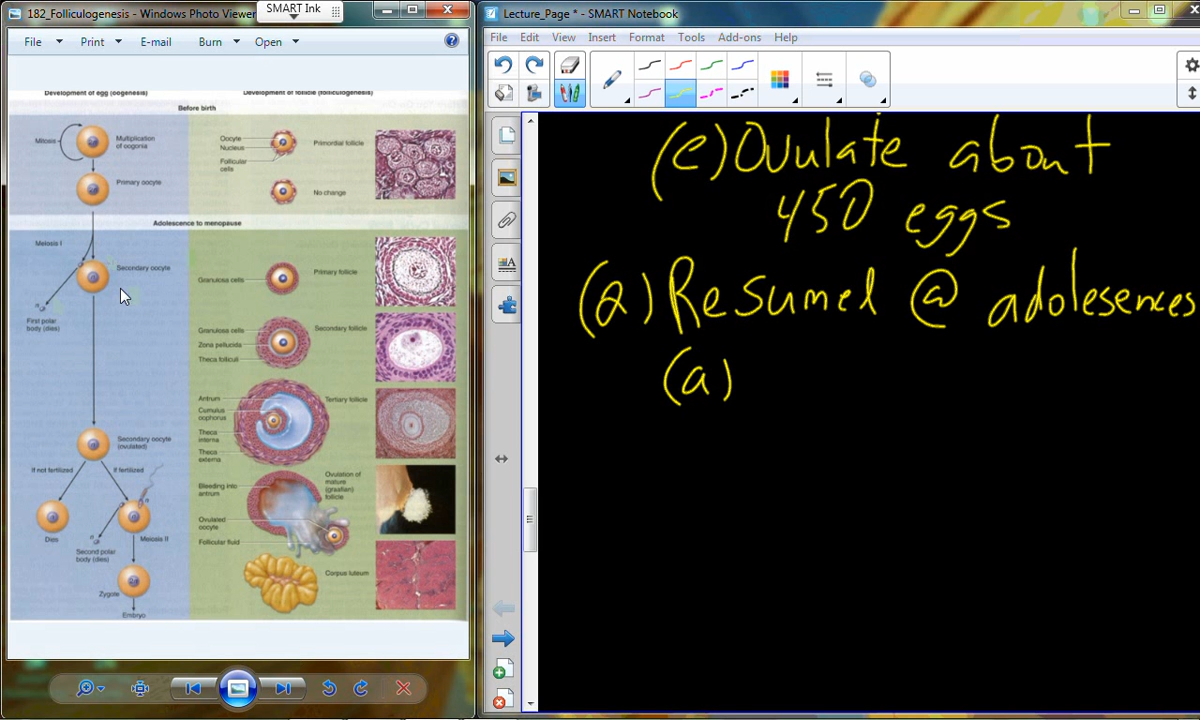 182_Folliculogenesis - Windows Photo Viewer
SMART Ink
File Print E-mail Burn Open
Development of egg (oogenesis) Development of follicle (folliculogenesis)
Before birth
Mitosis
Multiplication
of oogonia
Primary oocyte
Oocyte
Nucleus
Follicular
cells
Primordial follicle
No change
Adolescence to menopause
Meiosis I
Secondary oocyte
First polar
body (dies)
Granulosa cells
Primary follicle
Granulosa cells
Zona pellucida
Theca folliculi
Secondary follicle
Antrum
Cumulus
oophorus
Theca
interna
Theca
externa
Tertiary follicle
Secondary oocyte
(ovulated)
If not fertilized
If fertilized
Dies
Second polar
body (dies)
Meiosis II
Zygote
Embryo
Bleeding into
antrum
Ovulated
oocyte
Follicular fluid
Ovulation of
mature
(graafian)
follicle
Corpus luteum
Lecture_Page * - SMART Notebook
File Edit View Insert Format Tools Add-ons Help
(e) Ovulate about
450 eggs
(2) Resumed @ adolesences
(a)